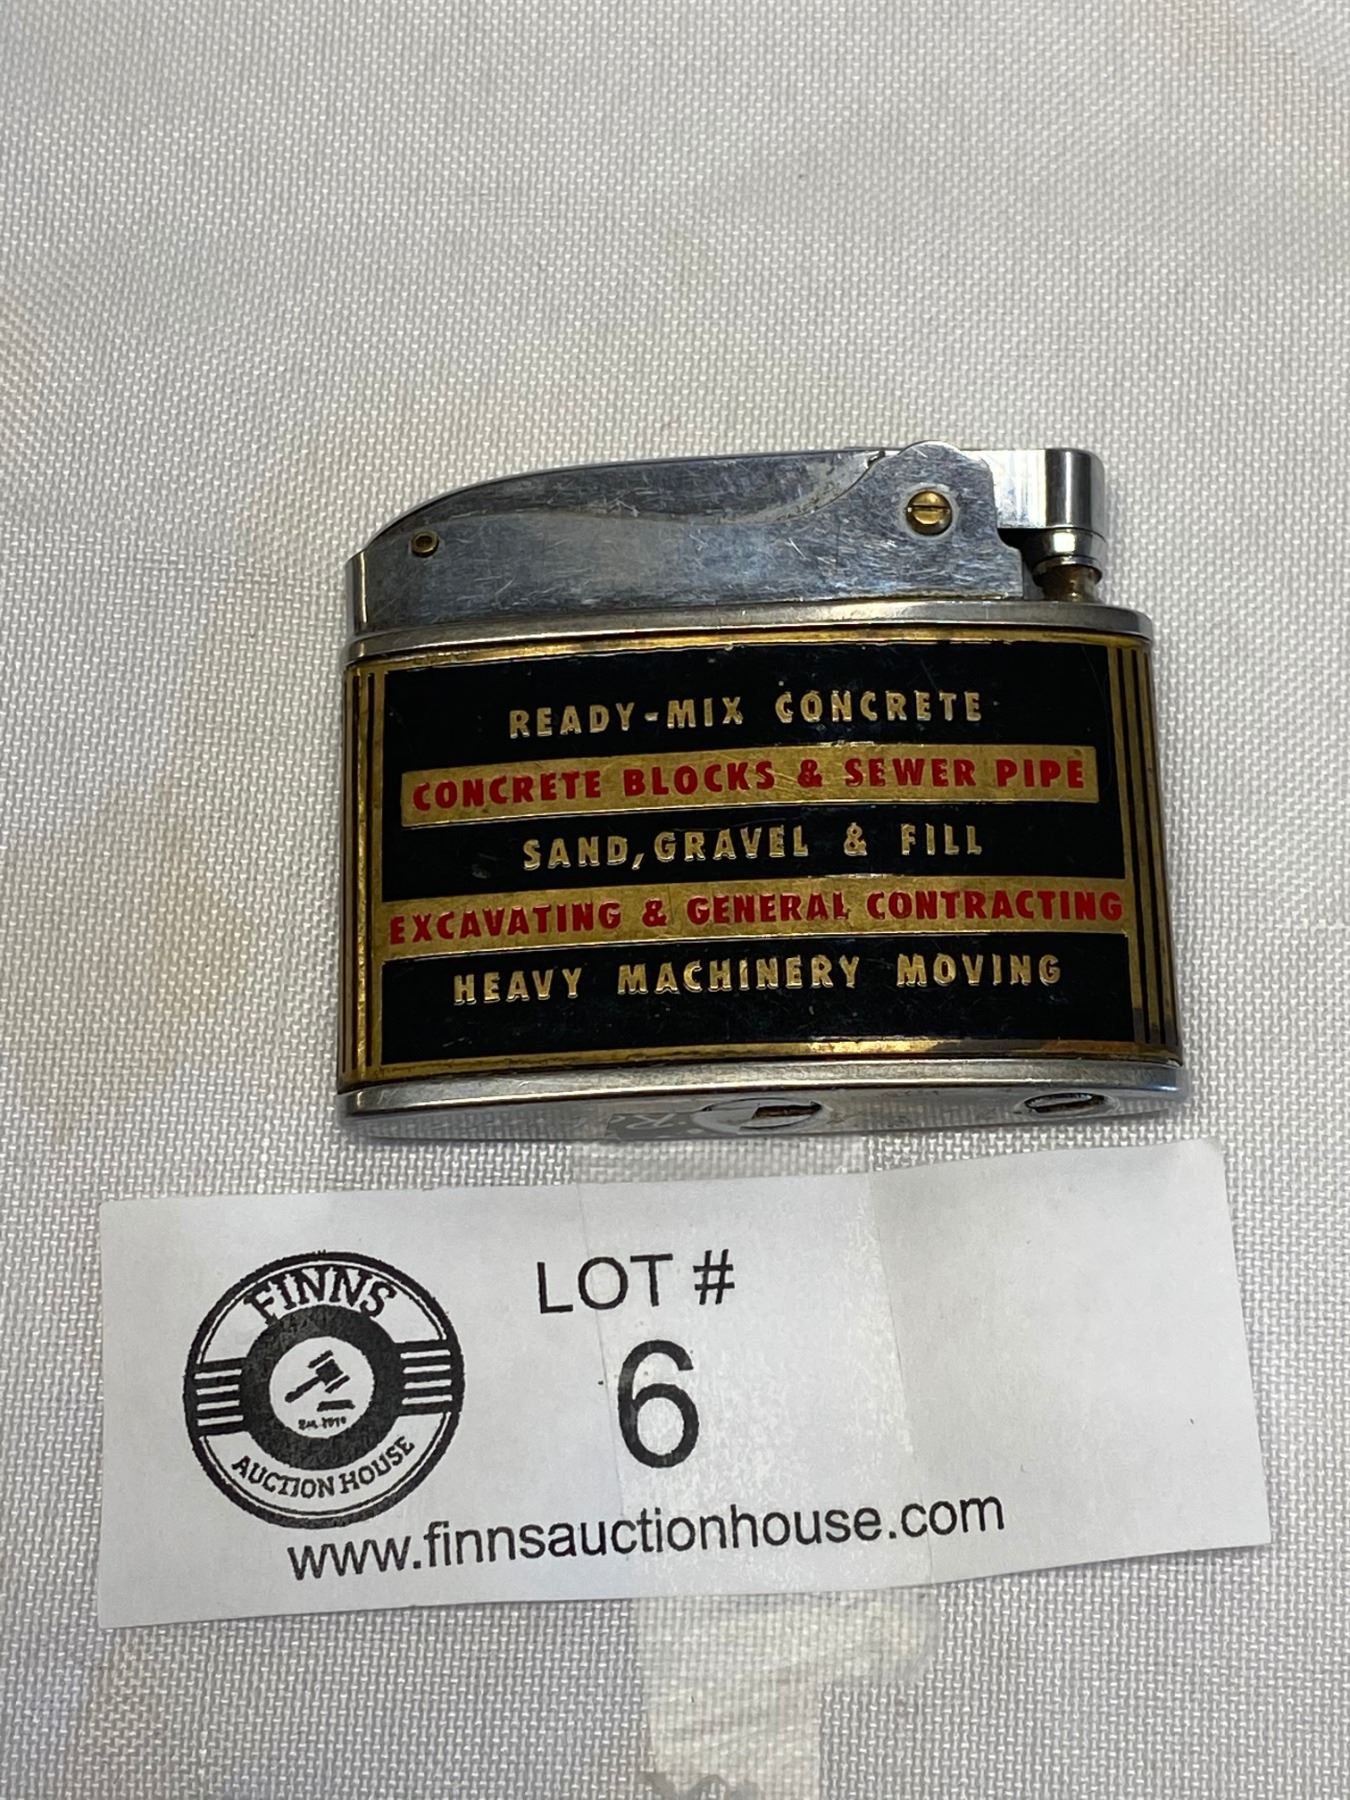 READY-MIX CONCRETE
CONCRETE BLOCKS & SEWER PIPE
SAND, GRAVEL & FILL
EXCAVATING & GENERAL CONTRACTING
HEAVY MACHINERY MOVING
FINNS
AUCTION HOUSE
LOT #
6
www.finnsauctionhouse.com